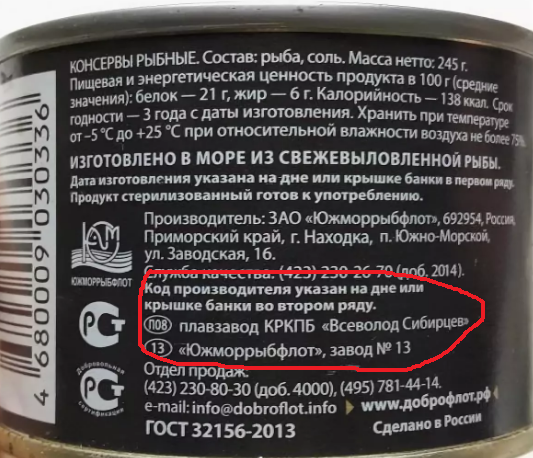 КОНСЕРВЫ РЫБНЫЕ. Состав: рыба, соль. Масса нетто: 245 г.
Пищевая и энергетическая ценность продукта в 100 г (средние
значения): белок — 21 г, жир — 6 г. Калорийность — 138 ккал. Срок
годности — 3 года с даты изготовления. Хранить при температуре
от –5 °С до +25 °С при относительной влажности воздуха не более 75%.
ИЗГОТОВЛЕНО В МОРЕ ИЗ СВЕЖЕВЫЛОВЛЕННОЙ РЫБЫ.
Дата изготовления указана на дне или крышке банки в первом ряду.
Продукт стерилизованный готов к употреблению.
Производитель: ЗАО «Южморрыбфлот», 692954, Россия,
Приморский край, г. Находка, п. Южно-Морской,
ул. Заводская, 16.
Служба качества: (423) 230-26-70 (доб. 2014).
ЮЖМОРРЫБФЛОТ
Код производителя указан на дне или
крышке банки во втором ряду.
П08 плавзавод КРКПБ «Всеволод Сибирцев»
13 «Южморрыбфлот», завод № 13
Отдел продаж:
(423) 230-80-30 (доб. 4000), (495) 781-44-14.
e-mail: info@dobroflot.info www.доброфлот.рф
ГОСТ 32156-2013 Сделано в России
РСТ
Добровольная
РСТ
сертификация
4 680009 030336